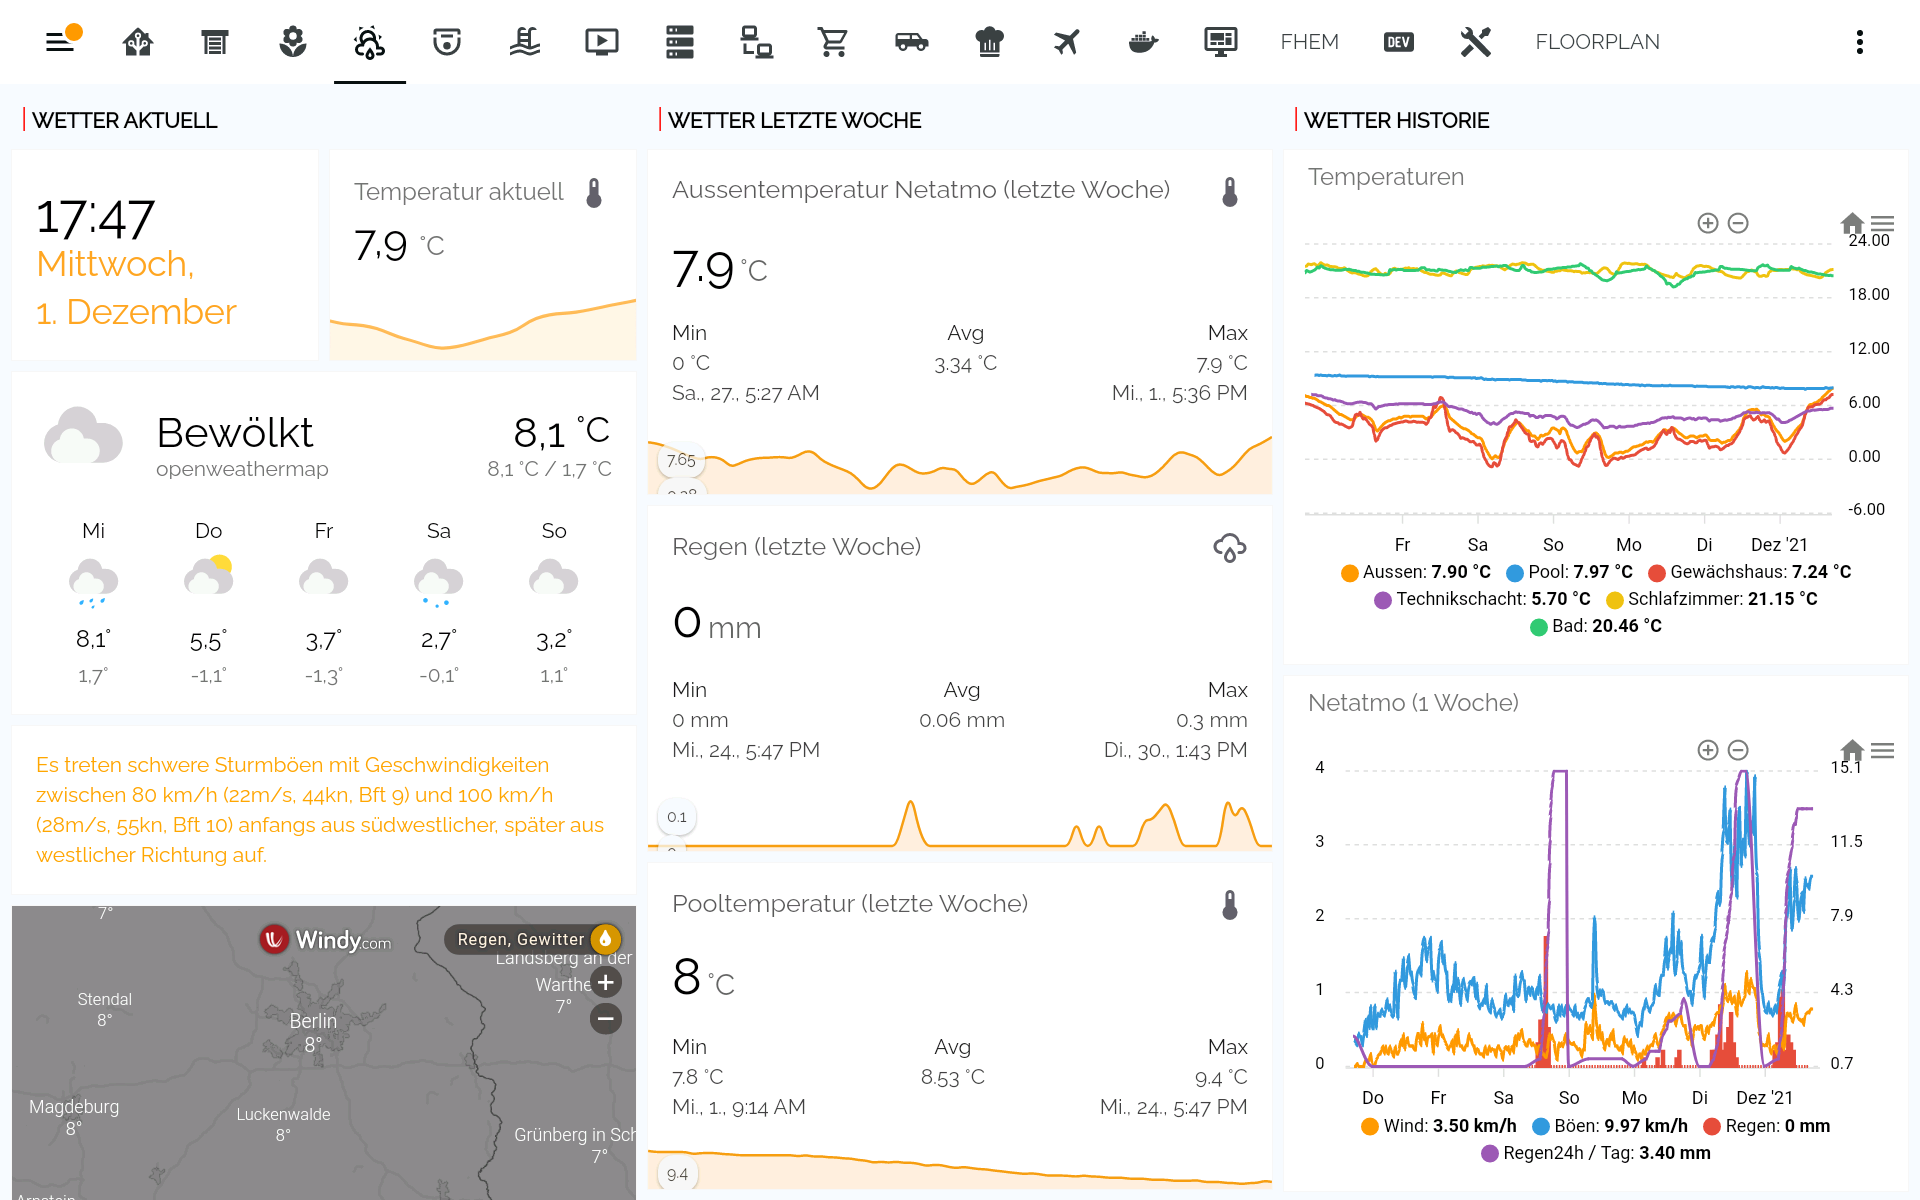 DEV
FHEM
FLOORPLAN
WETTER AKTUELL
17:47
Mittwoch,
1. Dezember
Temperatur aktuell
7,9 °C
Bewölkt
openweathermap
8,1 °C
8,1 °C / 1,7 °C
Mi Do Fr Sa So
8,1° 5,5° 3,7° 2,7° 3,2°
1,7° -1,1° -1,3° -0,1° 1,1°
Es treten schwere Sturmböen mit Geschwindigkeiten
zwischen 80 km/h (22m/s, 44kn, Bft 9) und 100 km/h
(28m/s, 55kn, Bft 10) anfangs aus südwestlicher, später aus
westlicher Richtung auf.
7°
Windy.com
Regen, Gewitter
Landsberg an der
Warthe
7°
Stendal
8°
Berlin
8°
Magdeburg
8°
Luckenwalde
8°
Grünberg in Sch
7°
WETTER LETZTE WOCHE
Aussentemperatur Netatmo (letzte Woche)
7.9 °C
Min Avg Max
0 °C 3.34 °C 7.9 °C
Sa., 27., 5:27 AM Mi., 1., 5:36 PM
7.65
Regen (letzte Woche)
0 mm
Min Avg Max
0 mm 0.06 mm 0.3 mm
Mi., 24., 5:47 PM Di., 30., 1:43 PM
0.1
Pooltemperatur (letzte Woche)
8 °C
Min Avg Max
7.8 °C 8.53 °C 9.4 °C
Mi., 1., 9:14 AM Mi., 24., 5:47 PM
9.4
WETTER HISTORIE
Temperaturen
24.00
18.00
12.00
6.00
0.00
-6.00
Fr Sa So Mo Di Dez '21
Aussen: 7.90 °C Pool: 7.97 °C Gewächshaus: 7.24 °C
Technikschacht: 5.70 °C Schlafzimmer: 21.15 °C
Bad: 20.46 °C
Netatmo (1 Woche)
4 15.1
3 11.5
2 7.9
1 4.3
0 0.7
Do Fr Sa So Mo Di Dez '21
Wind: 3.50 km/h Böen: 9.97 km/h Regen: 0 mm
Regen24h / Tag: 3.40 mm